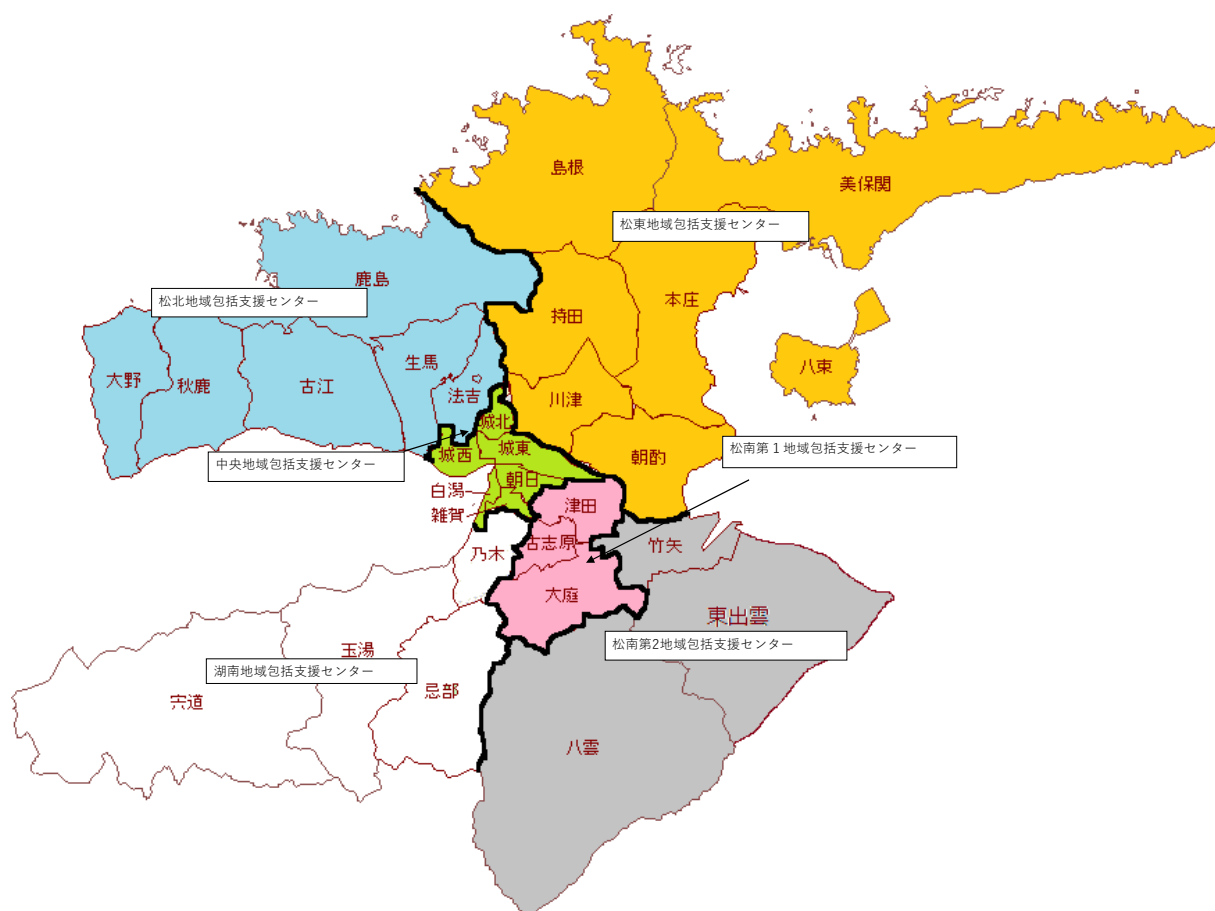 島根
美保関
松東地域包括支援センター
鹿島
松北地域包括支援センター
本庄
持田
八束
生馬
大野
秋鹿
古江
法吉
川津
城北
城東
城西
中央地域包括支援センター
松南第1地域包括支援センター
朝酌
朝日
白潟
雑賀
津田
乃木
古志原
竹矢
大庭
東出雲
松南第2地域包括支援センター
玉湯
湖南地域包括支援センター
忌部
宍道
八雲